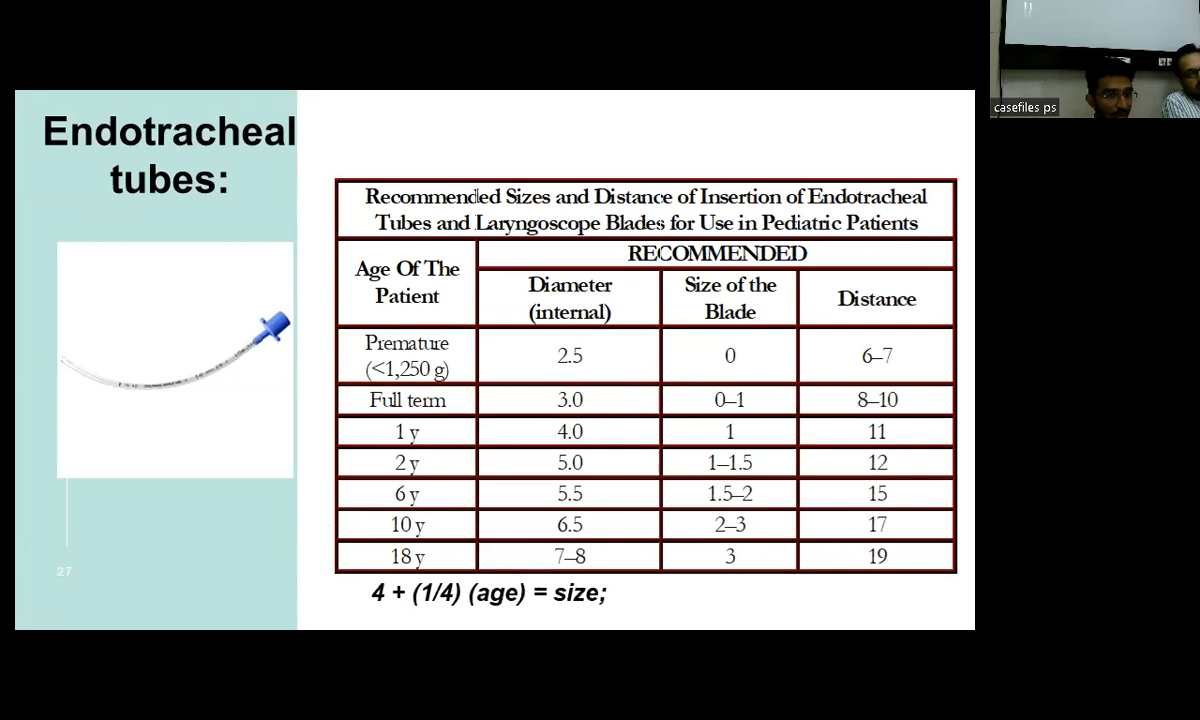 Endotracheal
tubes:
Recommended Sizes and Distance of Insertion of Endotracheal
Tubes and Laryngoscope Blades for Use in Pediatric Patients
Age Of The
Patient
RECOMMENDED
Diameter
(internal)
Size of the
Blade
Distance
Premature
(<1,250 g)
2.5
0
6–7
Full term
3.0
0–1
8–10
1 y
4.0
1
11
2 y
5.0
1–1.5
12
6 y
5.5
1.5–2
15
10 y
6.5
2–3
17
18 y
7–8
3
19
4 + (1/4) (age) = size;
27
casefiles ps